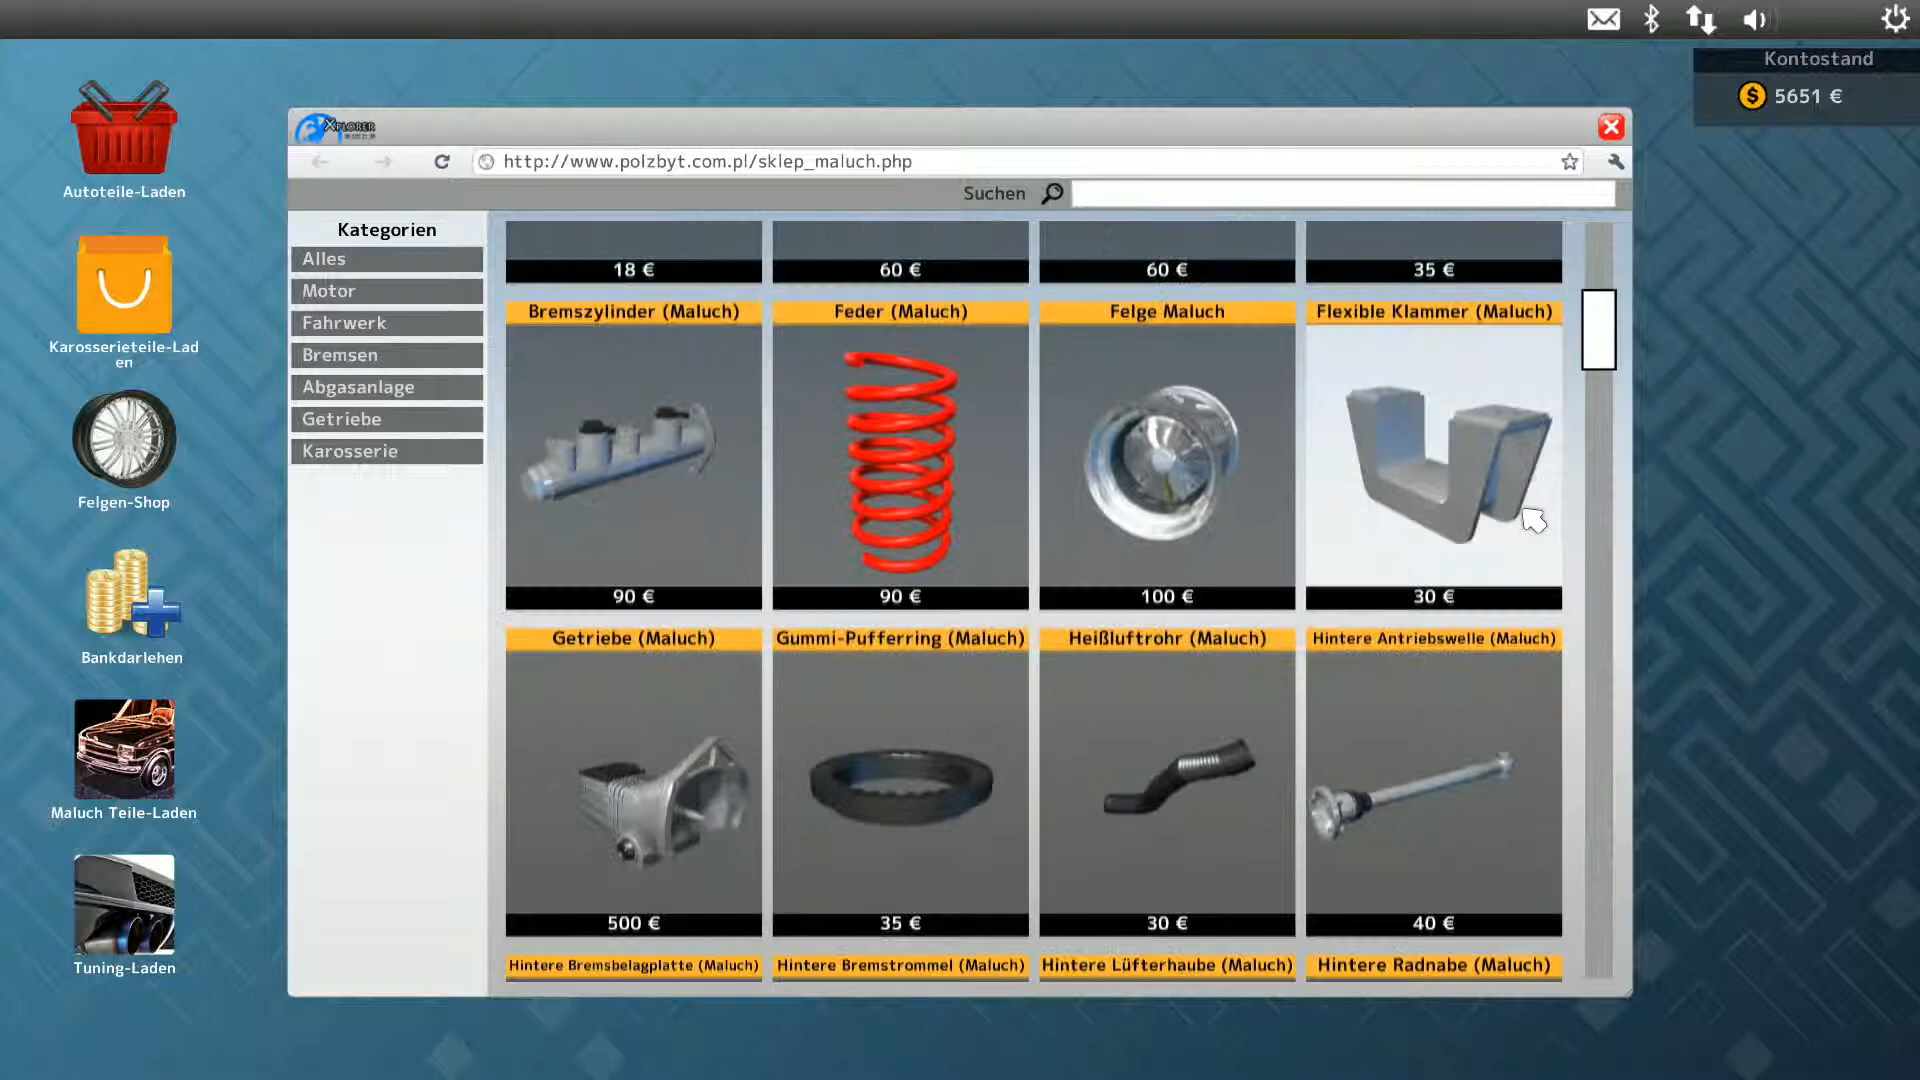 Kontostand
5651 €
XPLORER
http://www.polzbyt.com.pl/sklep_maluch.php
Suchen
Autoteile-Laden
Karosserieteile-Lad
en
Felgen-Shop
Bankdarlehen
Maluch Teile-Laden
Tuning-Laden
Kategorien
Alles
Motor
Fahrwerk
Bremsen
Abgasanlage
Getriebe
Karosserie
18 €
60 €
60 €
35 €
Bremszylinder (Maluch)
Feder (Maluch)
Felge Maluch
Flexible Klammer (Maluch)
90 €
90 €
100 €
30 €
Getriebe (Maluch)
Gummi-Pufferring (Maluch)
Heißluftrohr (Maluch)
Hintere Antriebswelle (Maluch)
500 €
35 €
30 €
40 €
Hintere Bremsbelagplatte (Maluch)
Hintere Bremstrommel (Maluch)
Hintere Lüfterhaube (Maluch)
Hintere Radnabe (Maluch)